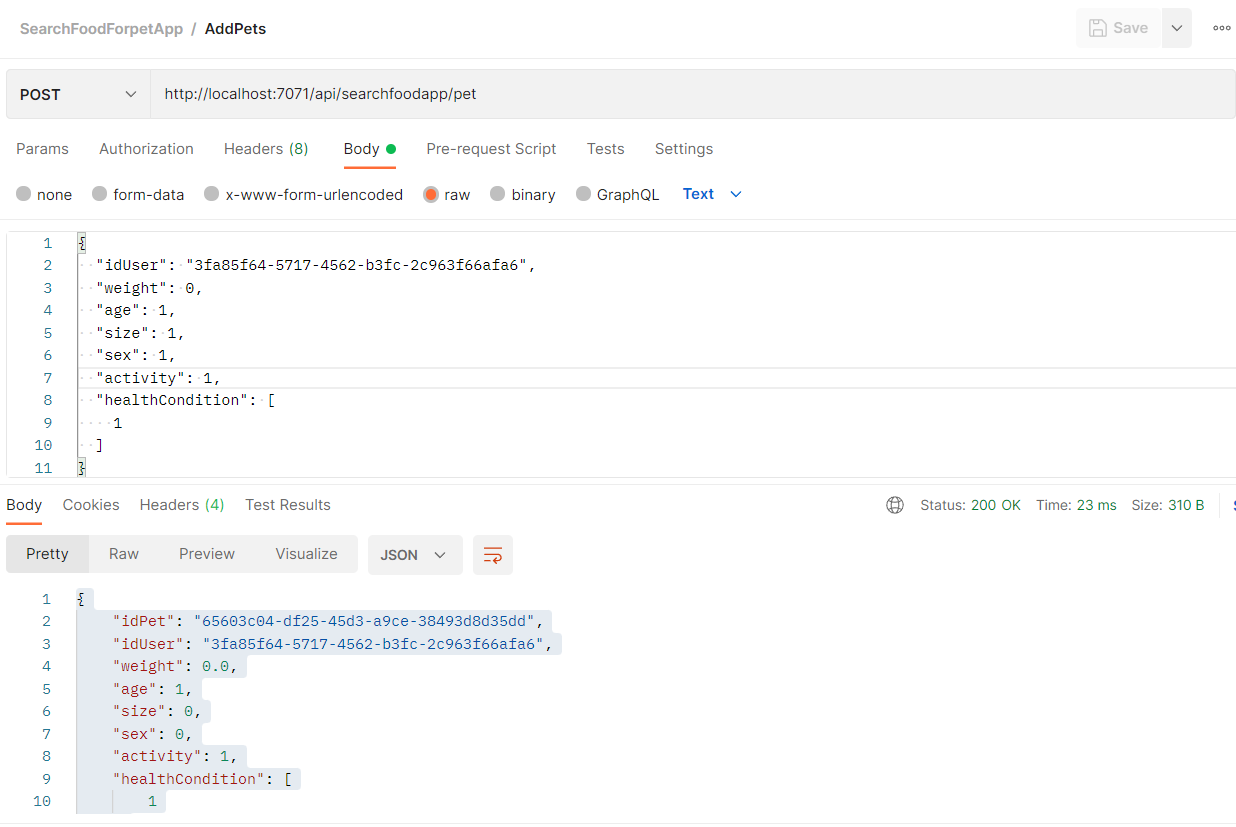 SearchFoodForpetApp / AddPets
Save
POST http://localhost:7071/api/searchfoodapp/pet
Params Authorization Headers (8) Body Pre-request Script Tests Settings
none form-data x-www-form-urlencoded raw binary GraphQL Text
1 {
2 "idUser": "3fa85f64-5717-4562-b3fc-2c963f66afa6",
3 "weight": 0,
4 "age": 1,
5 "size": 1,
6 "sex": 1,
7 "activity": 1,
8 "healthCondition": [
9 1
10 ]
11 }
Body Cookies Headers (4) Test Results Status: 200 OK Time: 23 ms Size: 310 B
Pretty Raw Preview Visualize JSON
1 {
2 "idPet": "65603c04-df25-45d3-a9ce-38493d8d35dd",
3 "idUser": "3fa85f64-5717-4562-b3fc-2c963f66afa6",
4 "weight": 0.0,
5 "age": 1,
6 "size": 0,
7 "sex": 0,
8 "activity": 1,
9 "healthCondition": [
10 1